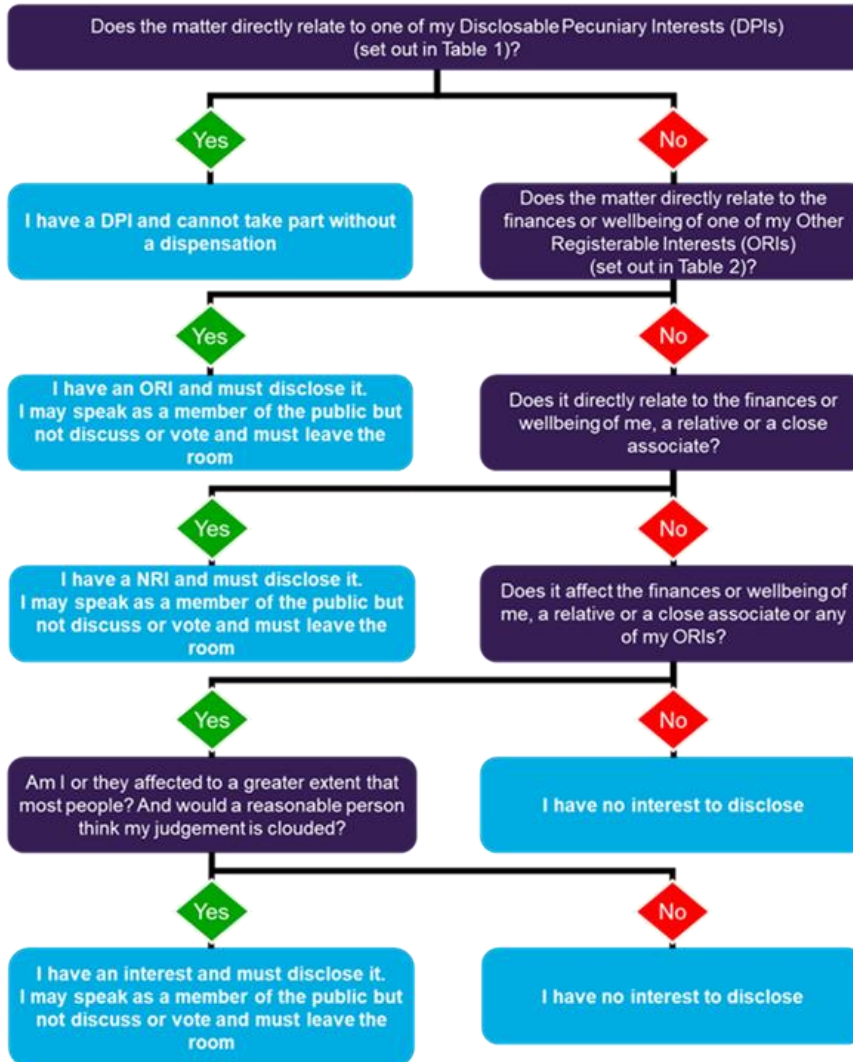 Does the matter directly relate to one of my Disclosable Pecuniary Interests (DPIs)
(set out in Table 1)?
Yes
No
I have a DPI and cannot take part without
a dispensation
Does the matter directly relate to the
finances or wellbeing of one of my Other
Registerable Interests (ORIs)
(set out in Table 2)?
Yes
No
I have an ORI and must disclose it.
I may speak as a member of the public but
not discuss or vote and must leave the
room
Does it directly relate to the finances or
wellbeing of me, a relative or a close
associate?
Yes
No
I have a NRI and must disclose it.
I may speak as a member of the public but
not discuss or vote and must leave the
room
Does it affect the finances or wellbeing of
me, a relative or a close associate or any
of my ORIs?
Yes
No
Am I or they affected to a greater extent that
most people? And would a reasonable person
think my judgement is clouded?
I have no interest to disclose
Yes
No
I have an interest and must disclose it.
I may speak as a member of the public but
not discuss or vote and must leave the
room
I have no interest to disclose